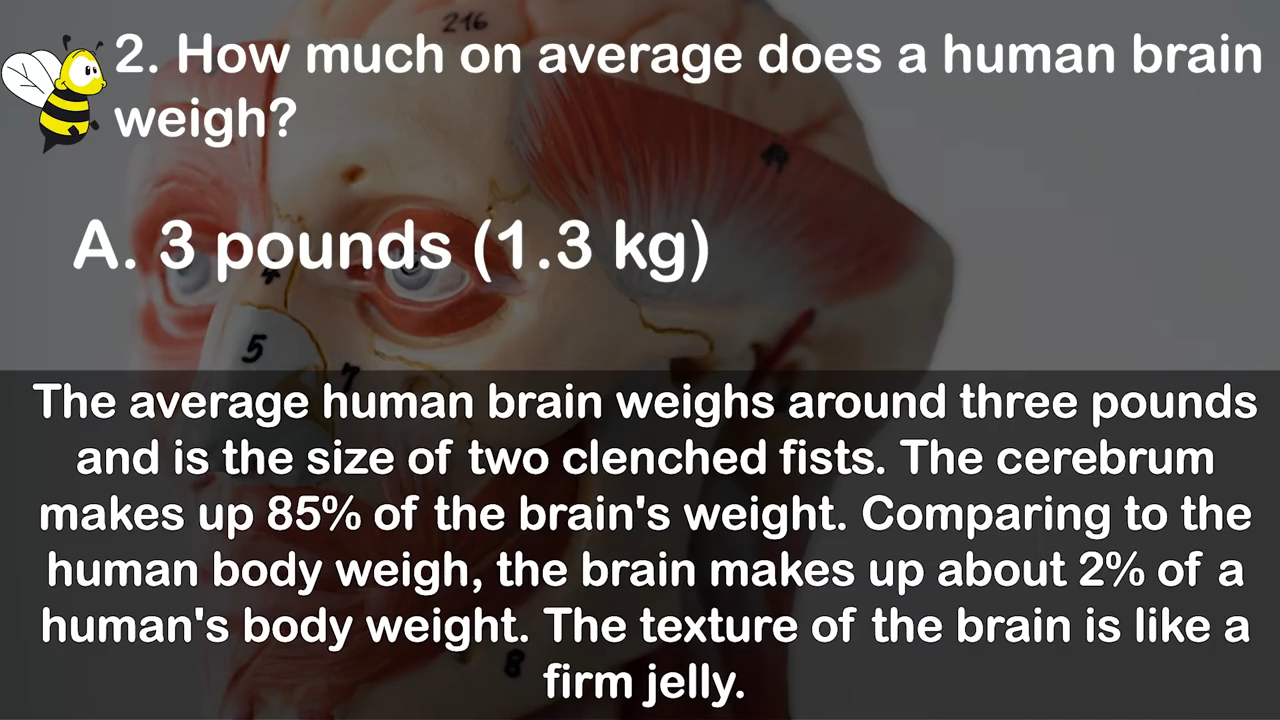 216
2. How much on average does a human brain
weigh?
19
A. 3 pounds (1.3 kg)
5
7
The average human brain weighs around three pounds
and is the size of two clenched fists. The cerebrum
makes up 85% of the brain's weight. Comparing to the
human body weigh, the brain makes up about 2% of a
human's body weight. The texture of the brain is like a
firm jelly.
8